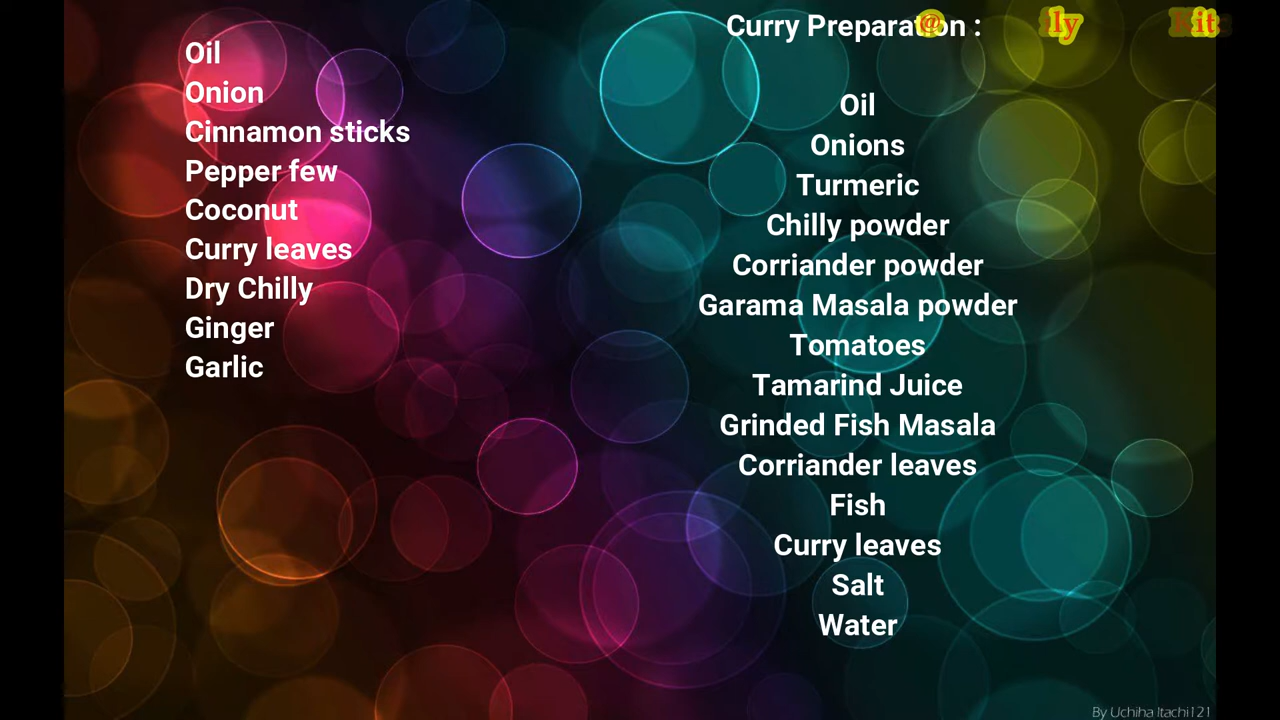 Oil
Onion
Cinnamon sticks
Pepper few
Coconut
Curry leaves
Dry Chilly
Ginger
Garlic
Curry Preparation :
Oil
Onions
Turmeric
Chilly powder
Corriander powder
Garama Masala powder
Tomatoes
Tamarind Juice
Grinded Fish Masala
Corriander leaves
Fish
Curry leaves
Salt
Water
By Uchiha Itachi121